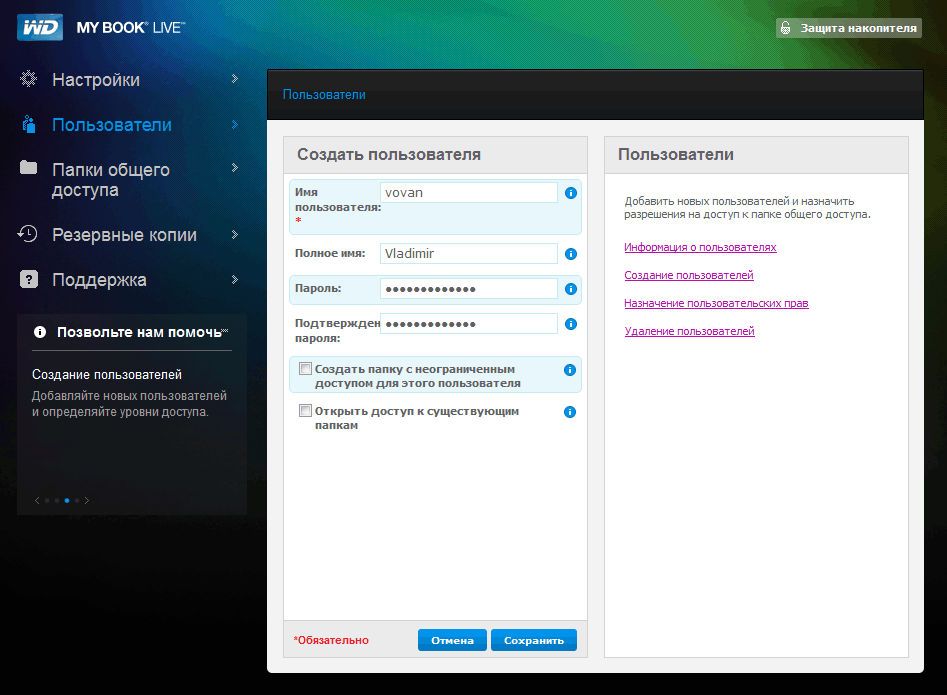 WD MY BOOK® LIVE™
Защита накопителя
Настройки
Пользователи
Папки общего
доступа
Резервные копии
Поддержка
Позвольте нам помочь
Создание пользователей
Добавляйте новых пользователей
и определяйте уровни доступа.
Пользователи
Создать пользователя
Имя
пользователя:
*
vovan
Полное имя:
Vladimir
Пароль:
•••••••••••••
Подтвержден
пароля:
•••••••••••••
Создать папку с неограниченным
доступом для этого пользователя
Открыть доступ к существующим
папкам
*Обязательно
Отмена
Сохранить
Пользователи
Добавить новых пользователей и назначить
разрешения на доступ к папке общего доступа.
Информация о пользователях
Создание пользователей
Назначение пользовательских прав
Удаление пользователей